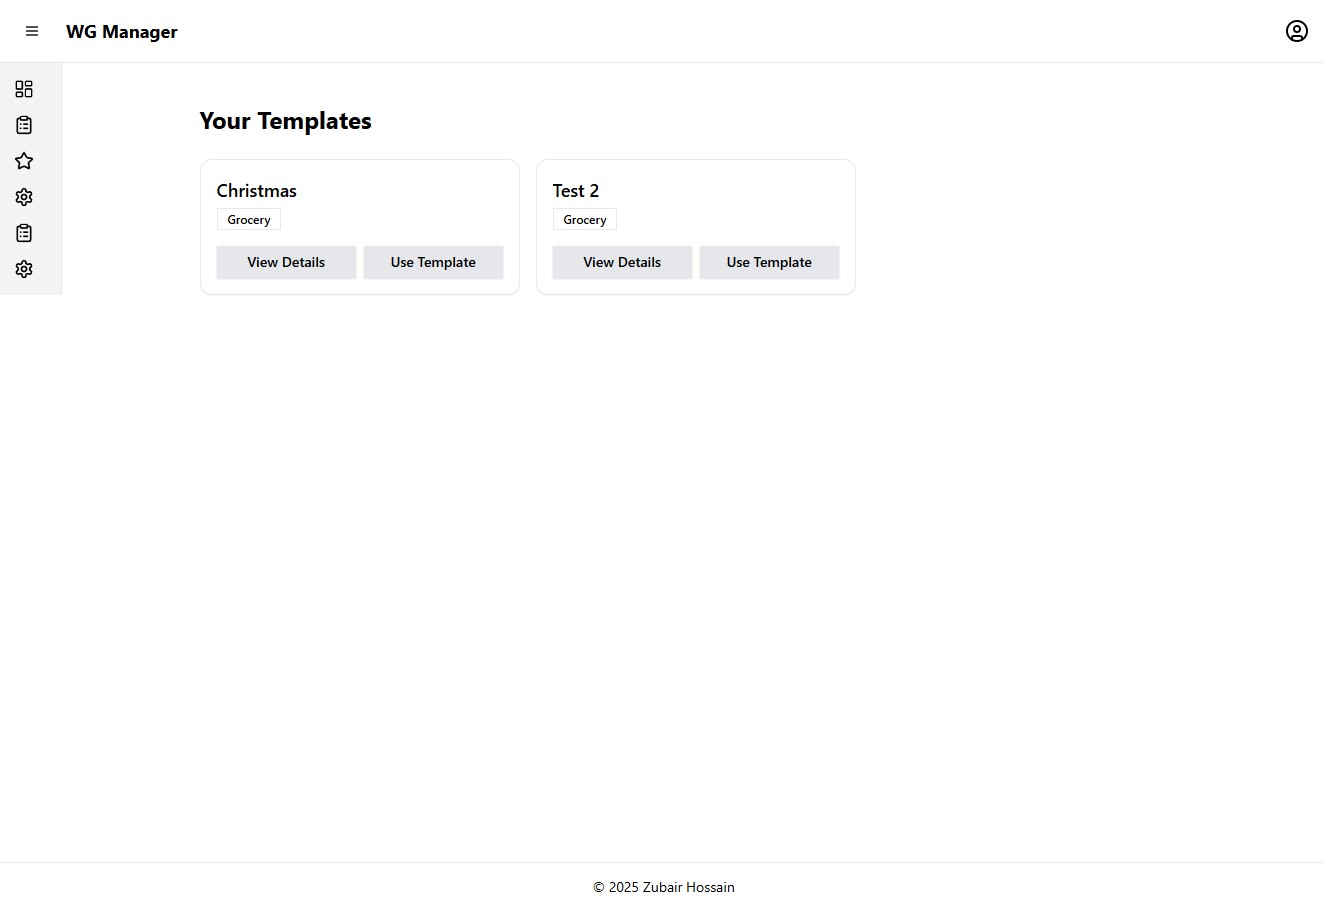 WG Manager
Your Templates
Christmas
Grocery
View Details Use Template
Test 2
Grocery
View Details Use Template
© 2025 Zubair Hossain